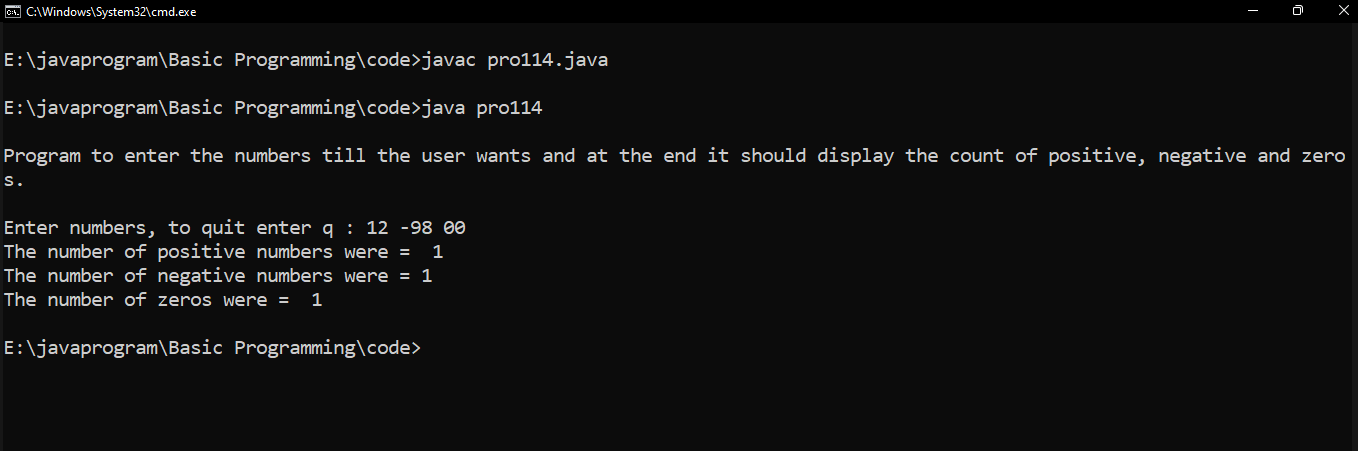 C:\Windows\System32\cmd.exe
E:\javaprogram\Basic Programming\code>javac pro114.java
E:\javaprogram\Basic Programming\code>java pro114
Program to enter the numbers till the user wants and at the end it should display the count of positive, negative and zero
s.
Enter numbers, to quit enter q : 12 -98 00
The number of positive numbers were =  1
The number of negative numbers were = 1
The number of zeros were =  1
E:\javaprogram\Basic Programming\code>